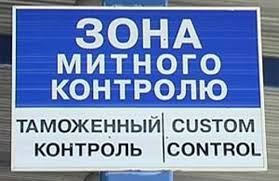 ЗОНА
МИТНОГО
КОНТРОЛЮ
ТАМОЖЕННЫЙ
КОНТРОЛЬ
CUSTOM
CONTROL